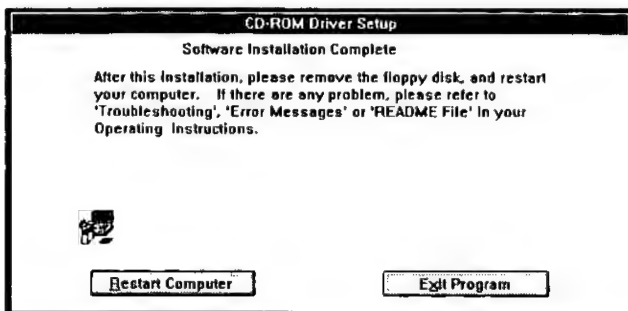 CD-ROM Driver Setup
Software Installation Complete
After this installation, please remove the floppy disk, and restart
your computer. If there are any problem, please refer to
'Troubleshooting', 'Error Messages' or 'README File' in your
Operating Instructions.
Restart Computer
Exit Program